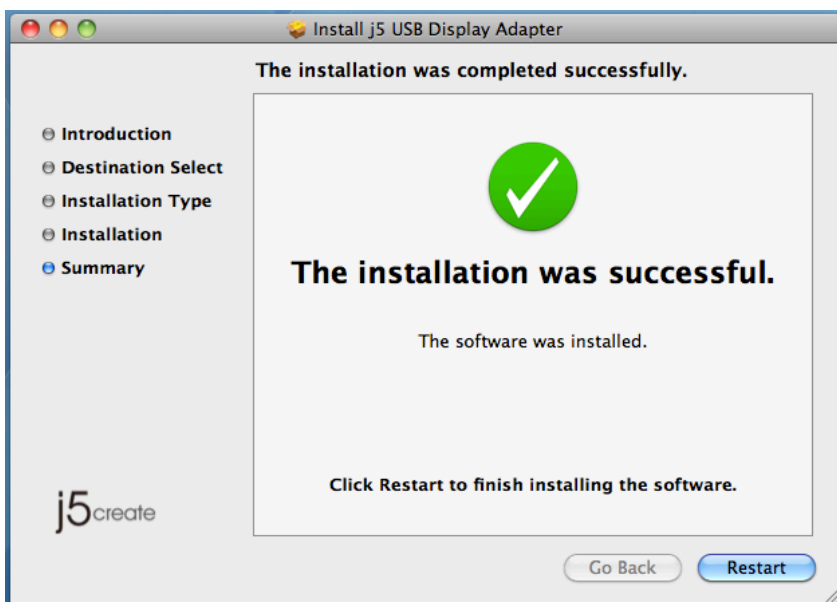 Install j5 USB Display Adapter
The installation was completed successfully.
Introduction
Destination Select
Installation Type
Installation
Summary
The installation was successful.
The software was installed.
Click Restart to finish installing the software.
j5create
Go Back
Restart